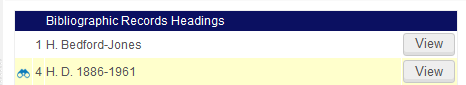 Bibliographic Records Headings
1 H. Bedford-Jones View
4 H. D. 1886-1961 View